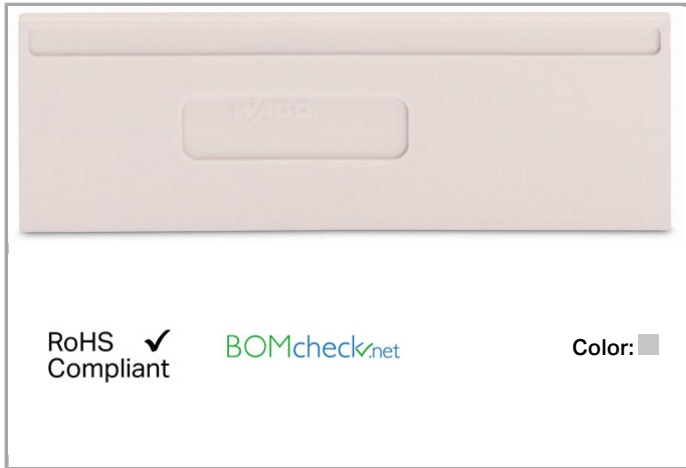 WAGO
RoHS ✓
Compliant
BOMcheck.net
Color: